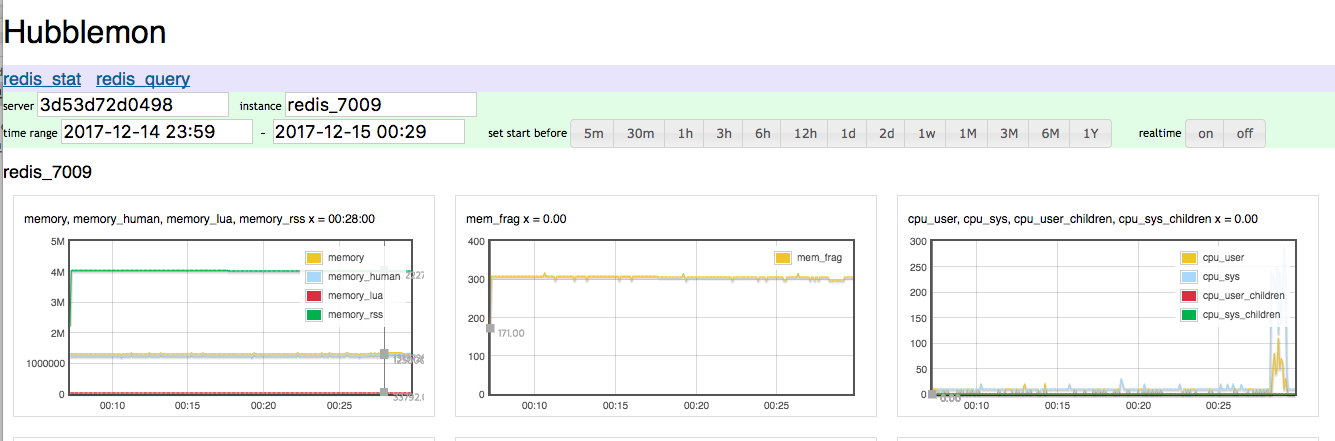 Hubblemon
redis_stat redis_query
server 3d53d72d0498 instance redis_7009
time range 2017-12-14 23:59 - 2017-12-15 00:29 set start before 5m 30m 1h 3h 6h 12h 1d 2d 1w 1M 3M 6M 1Y realtime on off
redis_7009
memory, memory_human, memory_lua, memory_rss x = 00:28:00
5M
4M
3M
2M
1000000
0
00:10 00:15 00:20 00:25
memory
memory_human
memory_lua
memory_rss
mem_frag x = 0.00
400
300
200
100
0
171.00
00:10 00:15 00:20 00:25
mem_frag
cpu_user, cpu_sys, cpu_user_children, cpu_sys_children x = 0.00
300
250
200
150
100
50
0
0.00
00:10 00:15 00:20 00:25
cpu_user
cpu_sys
cpu_user_children
cpu_sys_children